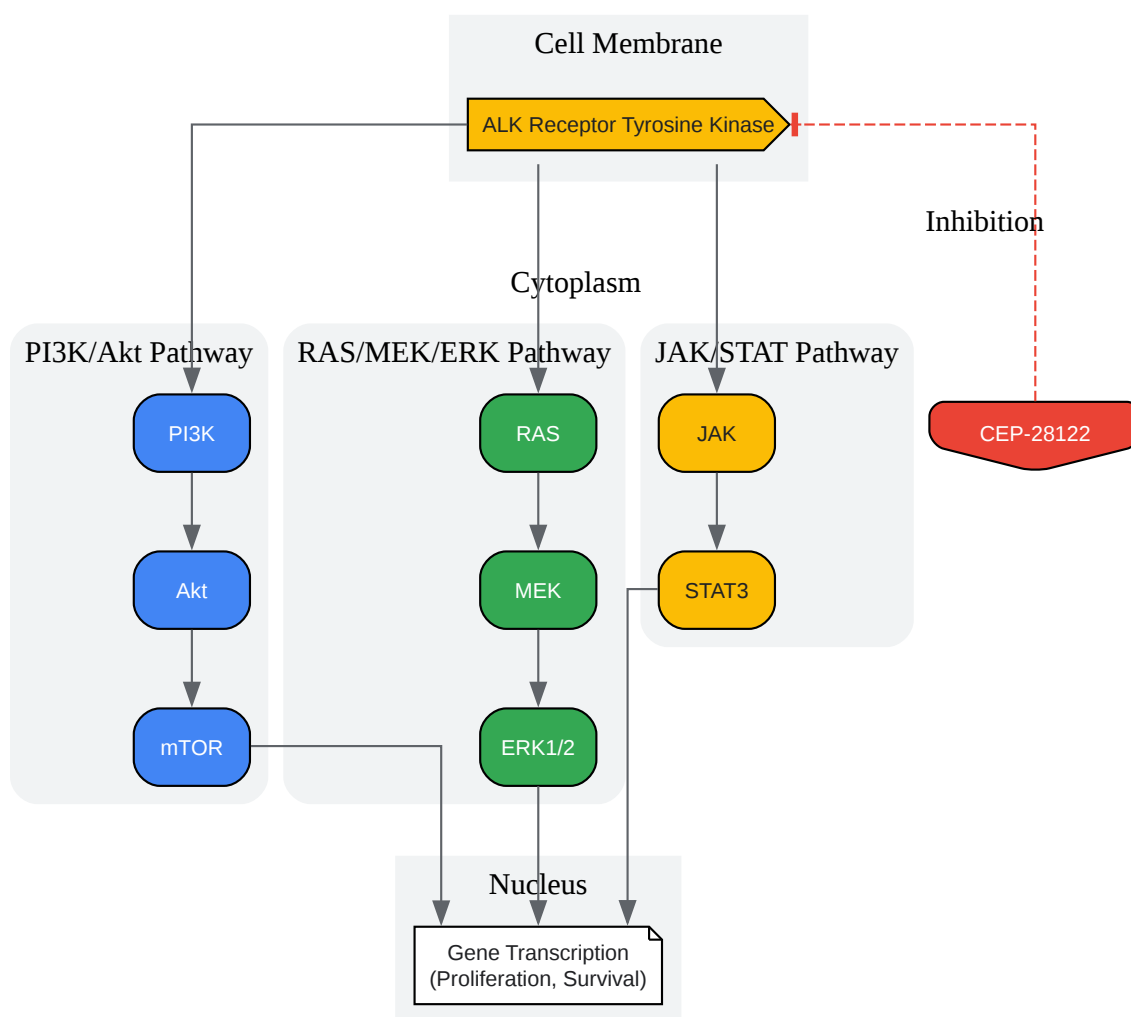 Cell Membrane
ALK Receptor Tyrosine Kinase
Inhibition
Cytoplasm
PI3K/Akt Pathway
RAS/MEK/ERK Pathway
JAK/STAT Pathway
PI3K
RAS
JAK
CEP-28122
Akt
MEK
STAT3
mTOR
ERK1/2
Nucleus
Gene Transcription
(Proliferation, Survival)